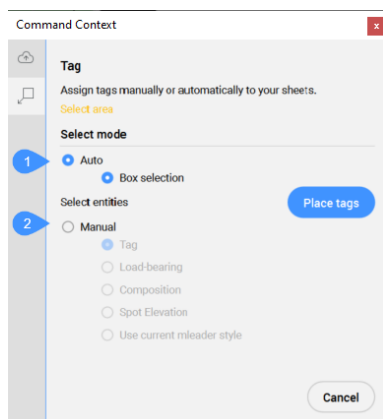 Command Context
x
Tag
Assign tags manually or automatically to your sheets.
Select area
Select mode
1
Auto
Box selection
Select entities
Place tags
2
Manual
Tag
Load-bearing
Composition
Spot Elevation
Use current mleader style
Cancel